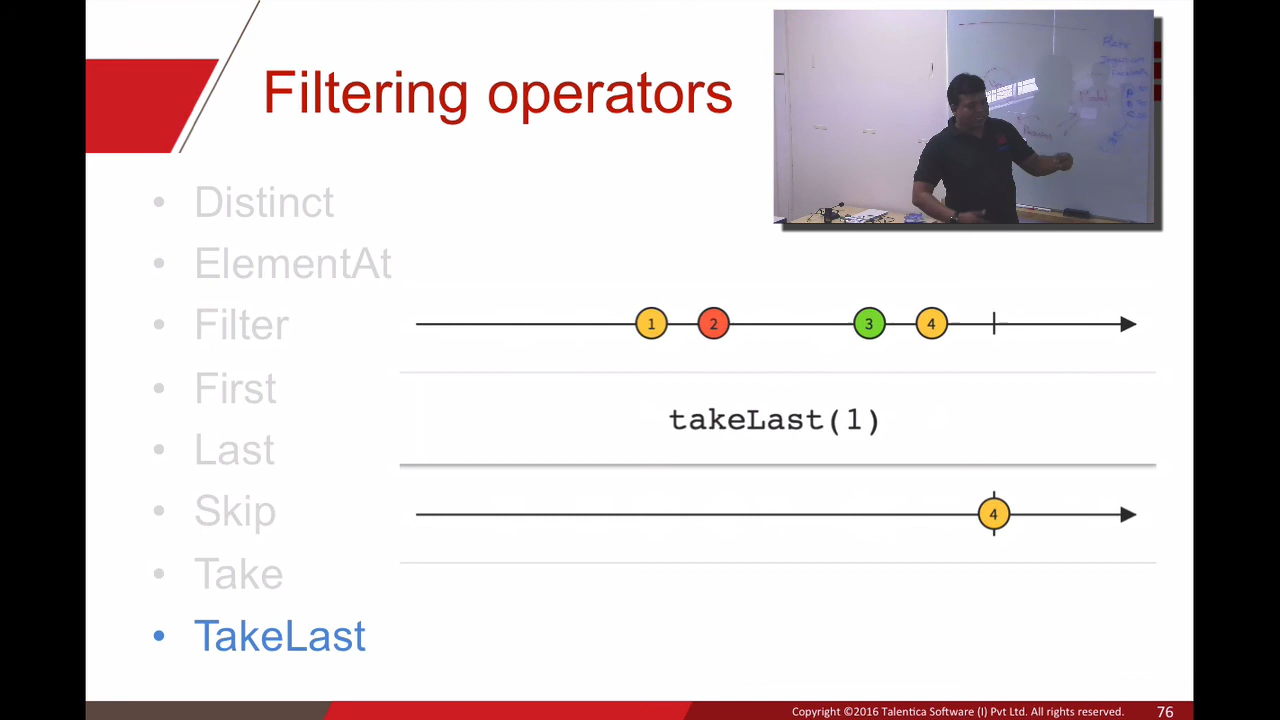 Filtering operators
• Distinct
• ElementAt
• Filter
• First
• Last
• Skip
• Take
• TakeLast
1 2 3 4
takeLast(1)
4
Copyright ©2016 Talentica Software (I) Pvt Ltd. All rights reserved. 76